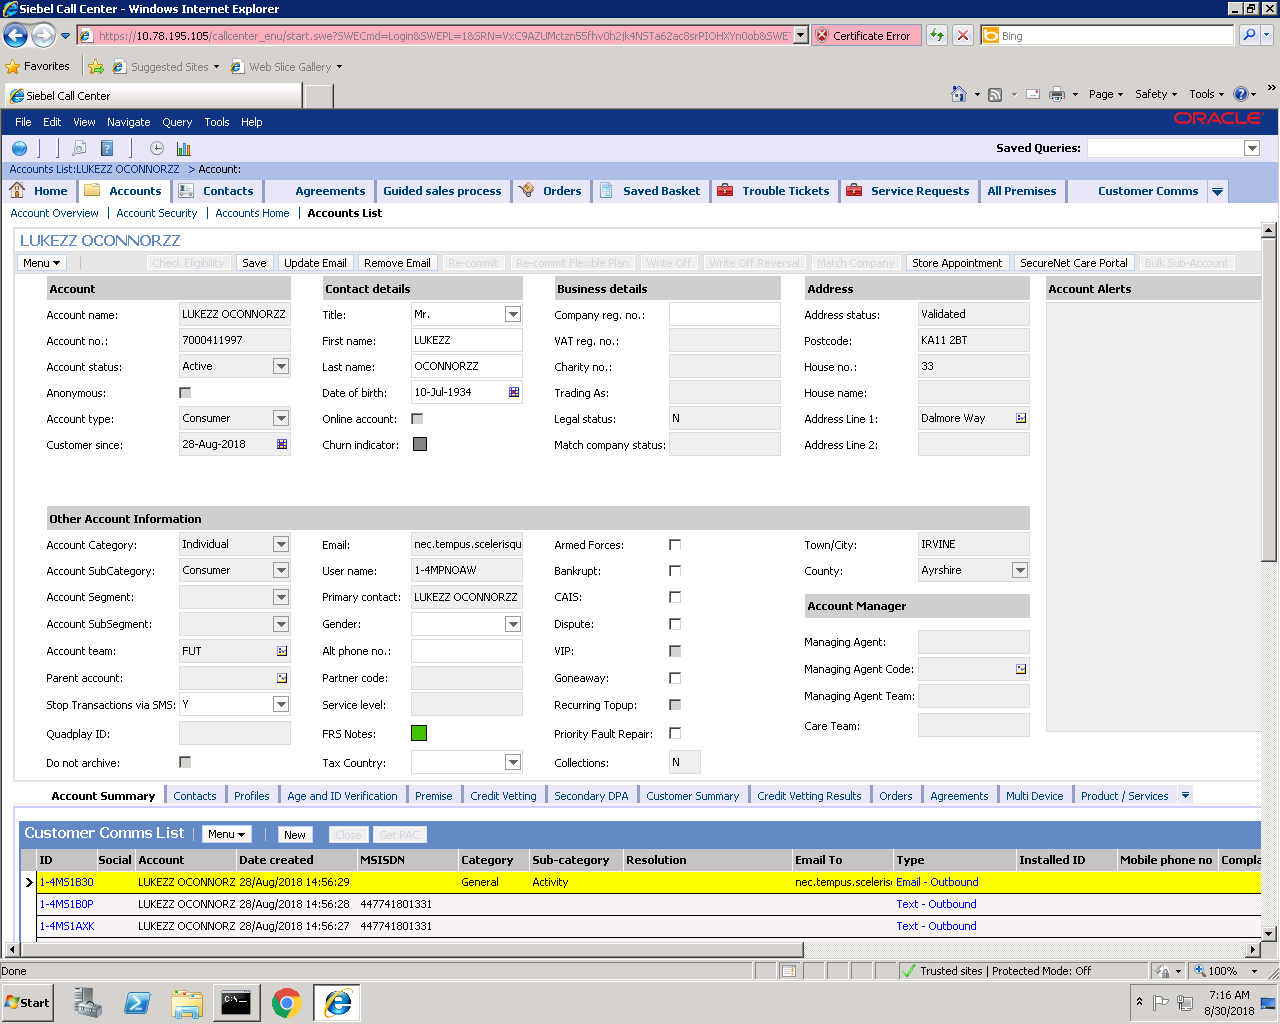 Siebel Call Center - Windows Internet Explorer
https://10.78.195.105/callcenter_enu/start.swe?SWECmd=Login&SWEPL=1&SRN= Certificate Error Bing
Favorites Suggested Sites Web Slice Gallery
Siebel Call Center Page Safety Tools
File Edit View Navigate Query Tools Help ORACLE
Saved Queries:
Accounts List:LUKEZZ OCONNORZZ > Account:
Home Accounts Contacts Agreements Guided sales process Orders Saved Basket Trouble Tickets Service Requests All Premises Customer Comms
Account Overview | Account Security | Accounts Home | Accounts List
LUKEZZ OCONNORZZ
Menu Check Eligibility Save Update Email Remove Email Re-commit Re-commit Flexible Plan Write Off Write Off Reversal Match Company Store Appointment SecureNet Care Portal Bulk Sub-Account
Account Contact details Business details Address Account Alerts
Account name: LUKEZZ OCONNORZZ Title: Mr. Company reg. no.: Address status: Validated
Account no.: 7000411997 First name: LUKEZZ VAT reg. no.: Postcode: KA11 2BT
Account status: Active Last name: OCONNORZZ Charity no.: House no.: 33
Anonymous: Date of birth: 10-Jul-1934 Trading As: House name:
Account type: Consumer Online account: Legal status: N Address Line 1: Dalmore Way
Customer since: 28-Aug-2018 Churn indicator: Match company status: Address Line 2:
Other Account Information
Account Category: Individual Email: nec.tempus.scelerisqu Armed Forces: Town/City: IRVINE
Account SubCategory: Consumer User name: 1-4MPNOAW Bankrupt: County: Ayrshire
Account Segment: Primary contact: LUKEZZ OCONNORZZ CAIS: Account Manager
Account SubSegment: Gender: Dispute:
Account team: FUT Alt phone no.: VIP: Managing Agent:
Parent account: Partner code: Goneaway: Managing Agent Code:
Stop Transactions via SMS: Y Service level: Recurring Topup: Managing Agent Team:
Quadplay ID: FRS Notes: Priority Fault Repair: Care Team:
Do not archive: Tax Country: Collections: N
Account Summary Contacts Profiles Age and ID Verification Premise Credit Vetting Secondary DPA Customer Summary Credit Vetting Results Orders Agreements Multi Device Product / Services
Customer Comms List Menu New Close Get PAC
ID Social Account Date created MSISDN Category Sub-category Resolution Email To Type Installed ID Mobile phone no Compla
1-4MS1B3O LUKEZZ OCONNORZ 28/Aug/2018 14:56:29 General Activity nec.tempus.sceleris Email - Outbound
1-4MS1B0P LUKEZZ OCONNORZ 28/Aug/2018 14:56:28 447741801331 Text - Outbound
1-4MS1AXK LUKEZZ OCONNORZ 28/Aug/2018 14:56:27 447741801331 Text - Outbound
Done Trusted sites | Protected Mode: Off 100%
Start 7:16 AM
8/30/2018